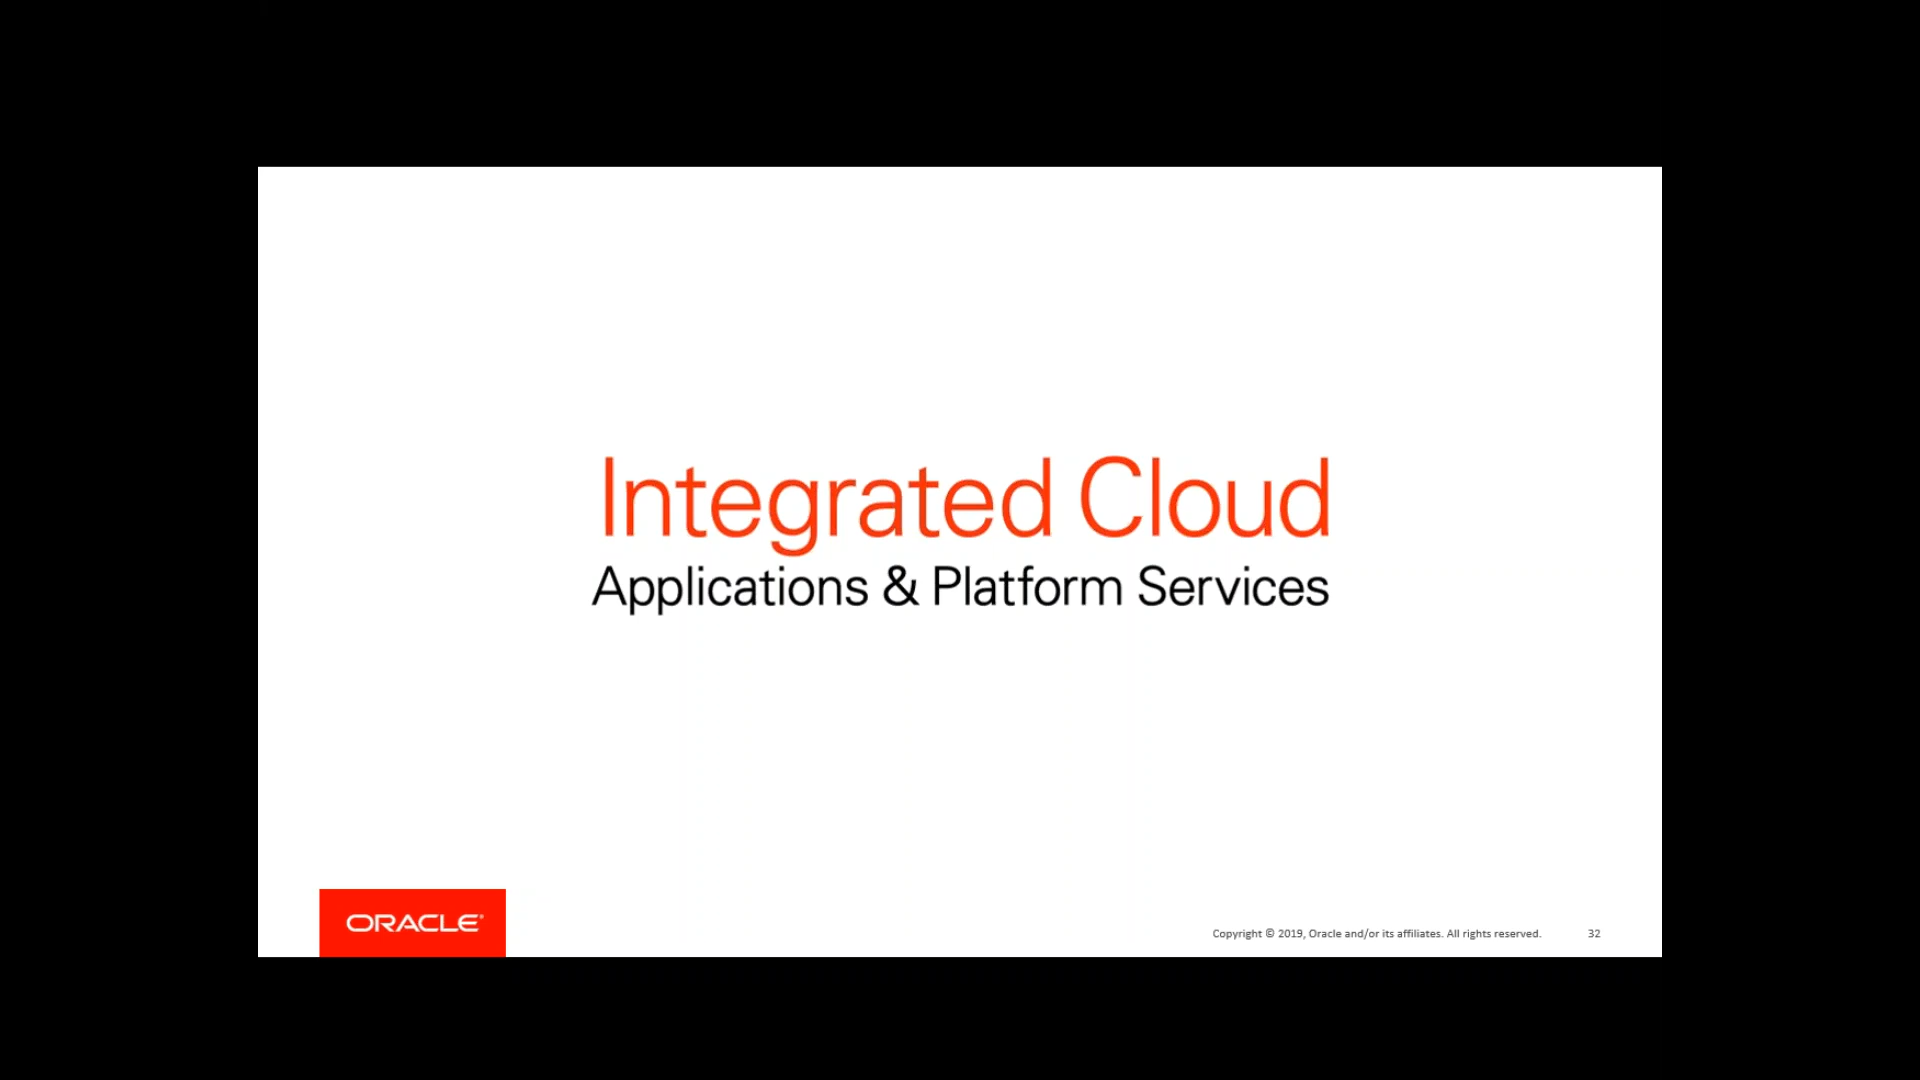 Integrated Cloud
Applications & Platform Services
ORACLE®
Copyright © 2019, Oracle and/or its affiliates. All rights reserved. 32